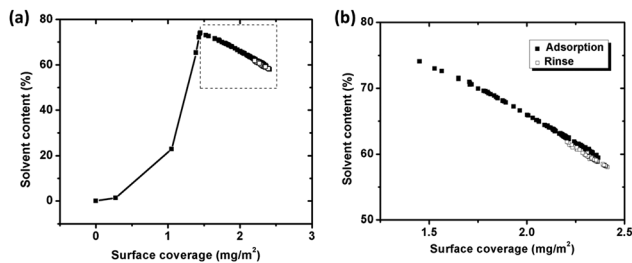 (a)
Solvent content (%)
80
60
40
20
0
0
1
2
3
Surface coverage (mg/m²)
(b)
Solvent content (%)
80
70
60
50
1.5
2.0
2.5
Surface coverage (mg/m²)
Adsorption
Rinse